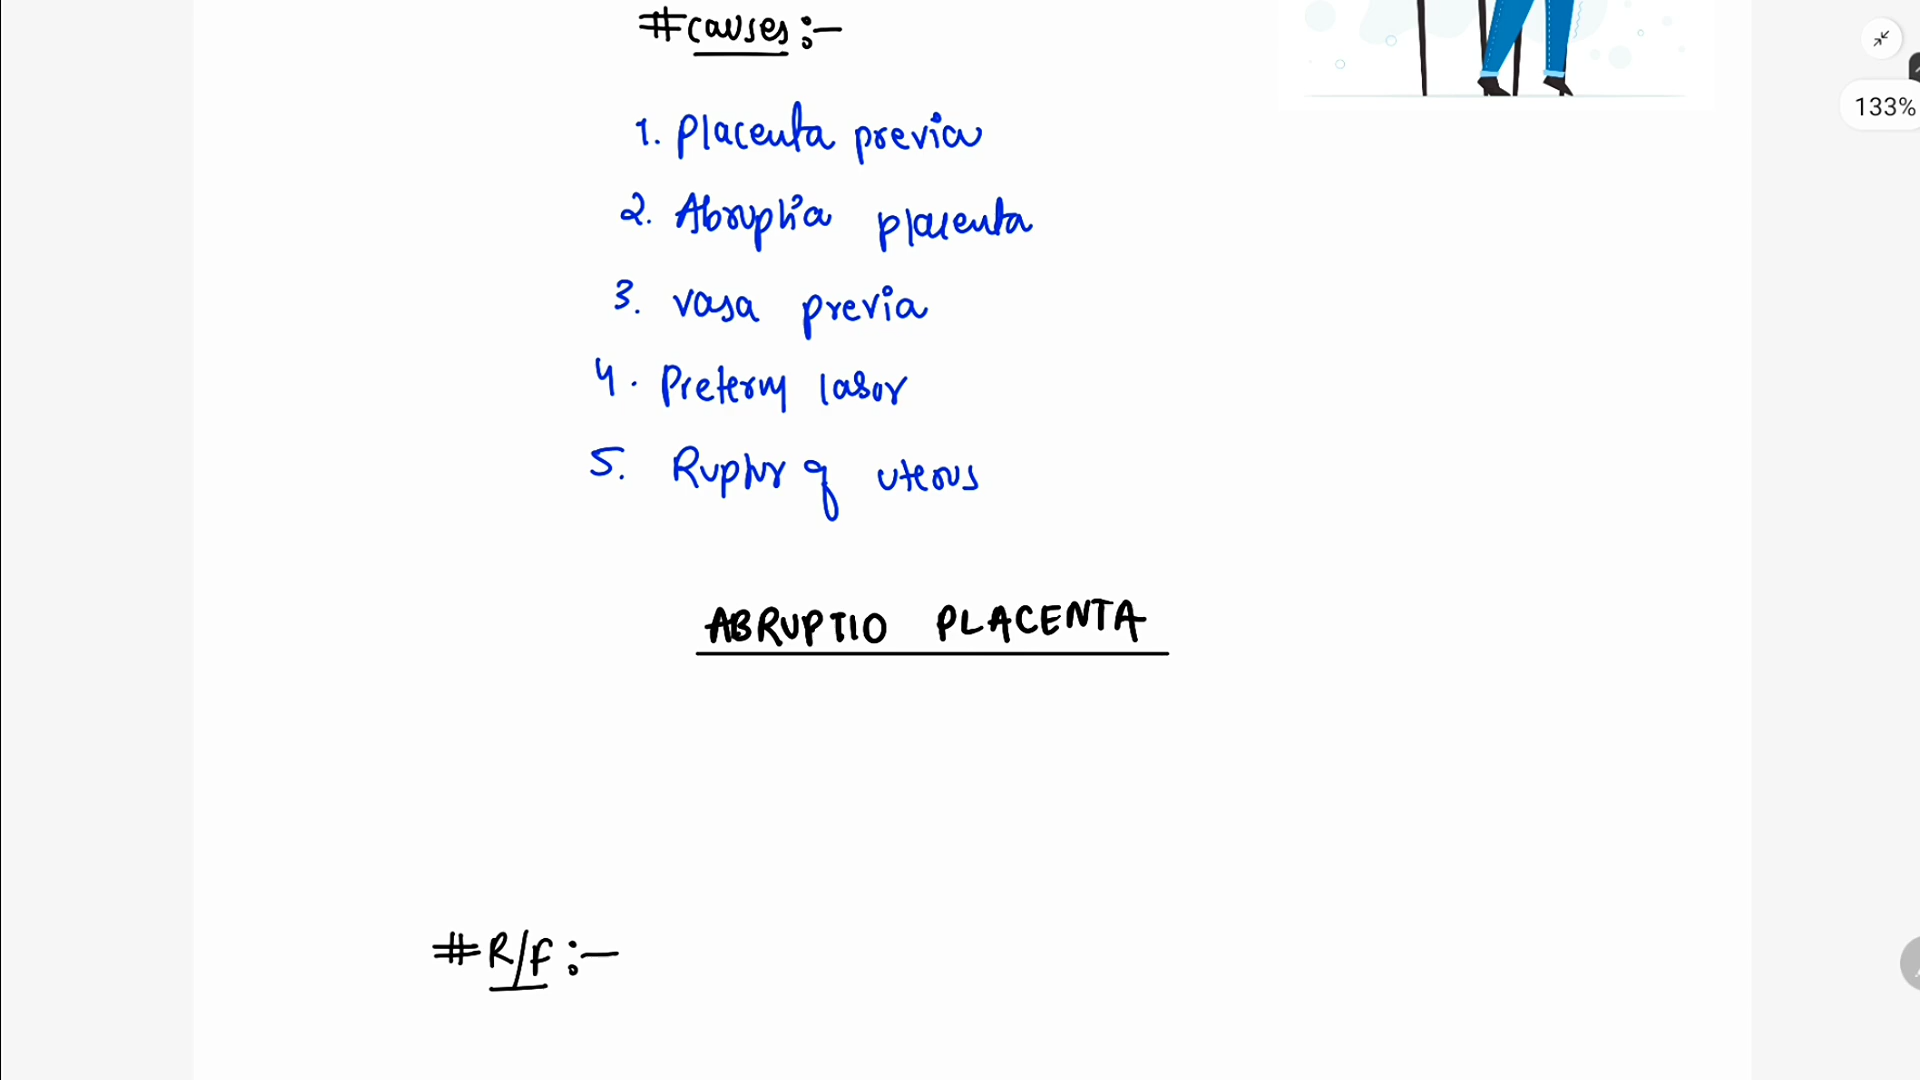 #causes:-
133%
1. Placenta previa
2. Abruptia placenta
3. vasa previa
4. Preterm labor
5. Ruptur of uterus
ABRUPTIO PLACENTA
#R/F:-